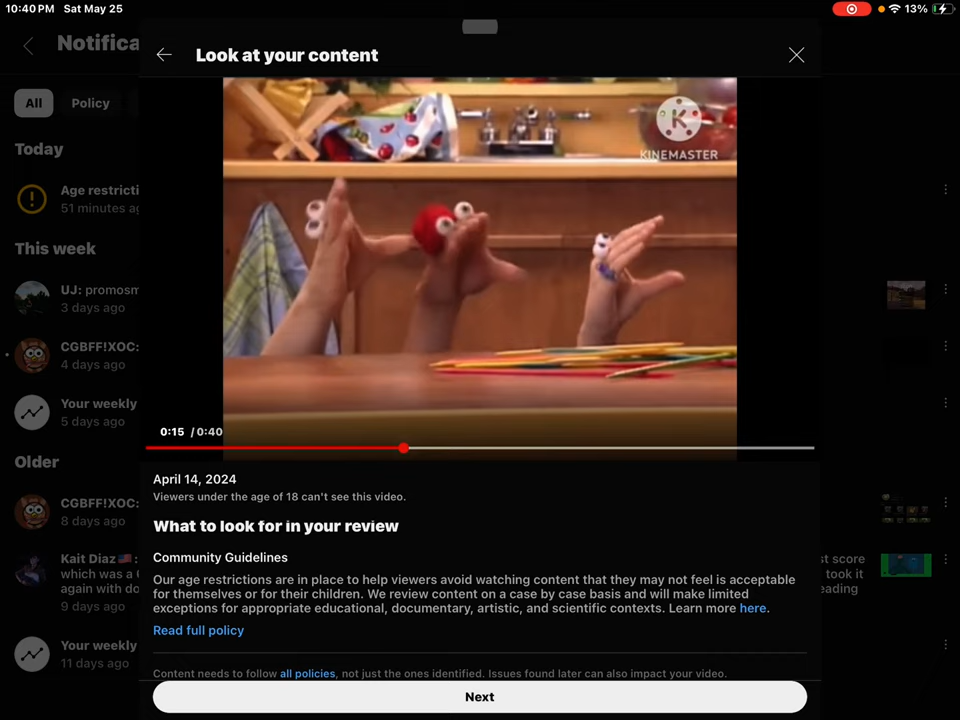 10:40 PM Sat May 25
13%
Notifica
Look at your content
All
Policy
KINEMASTER
Today
Age restricti
51 minutes ag
This week
UJ: promosm
3 days ago
CGBFF!XOC:
4 days ago
Your weekly
5 days ago
0:15 / 0:40
Older
April 14, 2024
Viewers under the age of 18 can't see this video.
CGBFF!XOC:
8 days ago
What to look for in your review
Community Guidelines
Kait Diaz🇺🇸:
which was a
again with do
9 days ago
st score
took it
eading
Our age restrictions are in place to help viewers avoid watching content that they may not feel is acceptable
for themselves or for their children. We review content on a case by case basis and will make limited
exceptions for appropriate educational, documentary, artistic, and scientific contexts. Learn more here.
Read full policy
Your weekly
11 days ago
Content needs to follow all policies, not just the ones identified. Issues found later can also impact your video.
Next